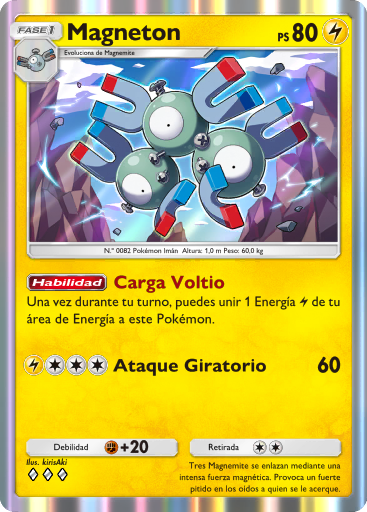 FASE 1
Magneton
PS 80
Evoluciona de Magnemite
N.º 0082 Pokémon Imán Altura: 1,0 m Peso: 60,0 kg
Habilidad Carga Voltio
Una vez durante tu turno, puedes unir 1 Energía de tu
área de Energía a este Pokémon.
Ataque Giratorio 60
Debilidad +20
Retirada
Ilus. kirisAki
Tres Magnemite se enlazan mediante una
intensa fuerza magnética. Provoca un fuerte
pitido en los oídos a quien se le acerque.